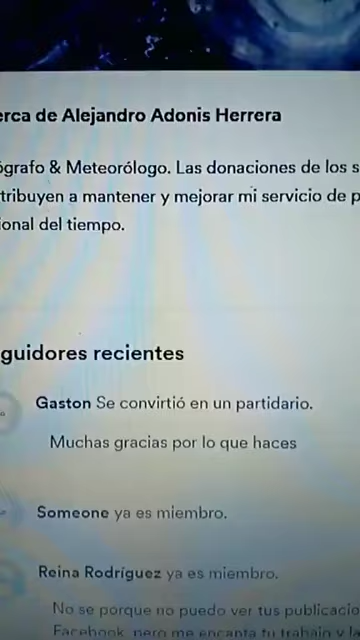 erca de Alejandro Adonis Herrera
ógrafo & Meteorólogo. Las donaciones de los s
tribuyen a mantener y mejorar mi servicio de p
ional del tiempo.
guidores recientes
Gaston Se convirtió en un partidario.
Muchas gracias por lo que haces
Someone ya es miembro.
Reina Rodríguez ya es miembro.
No se porque no puedo ver tus publicacio
Facebook, pero me encanta tu trabajo y la